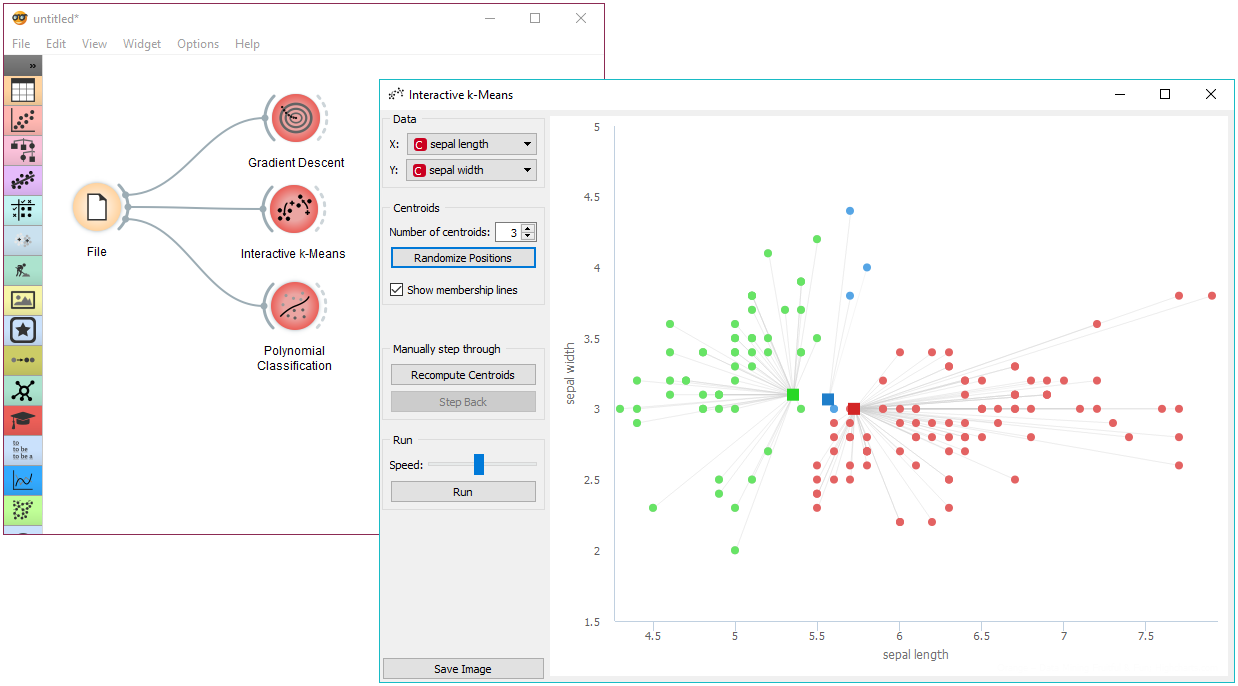 untitled*
File Edit View Widget Options Help
»
Gradient Descent
File
Interactive k-Means
Polynomial
Classification
to
to be
to be a
Interactive k-Means
Data
X: C sepal length
Y: C sepal width
Centroids
Number of centroids: 3
Randomize Positions
Show membership lines
Manually step through
Recompute Centroids
Step Back
Run
Speed:
Run
Save Image
5
4.5
4
3.5
3
2.5
2
1.5
sepal width
4.5 5 5.5 6 6.5 7 7.5
sepal length